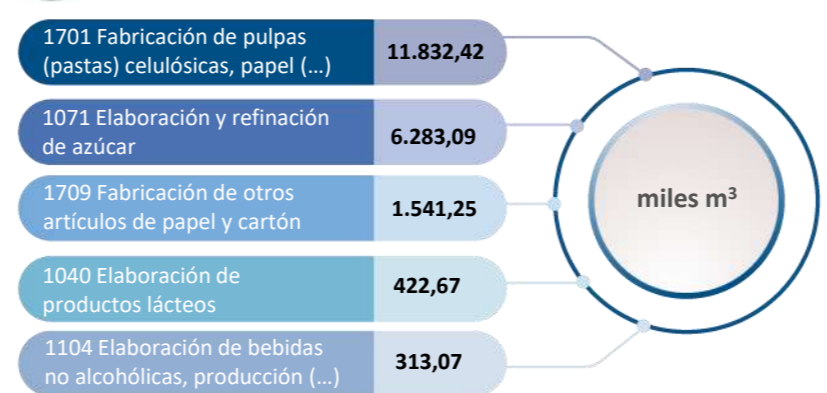 1701 Fabricación de pulpas
(pastas) celulósicas, papel (...)
11.832,42
1071 Elaboración y refinación
de azúcar
6.283,09
1709 Fabricación de otros
artículos de papel y cartón
1.541,25
1040 Elaboración de
productos lácteos
422,67
1104 Elaboración de bebidas
no alcohólicas, producción (...)
313,07
miles m³